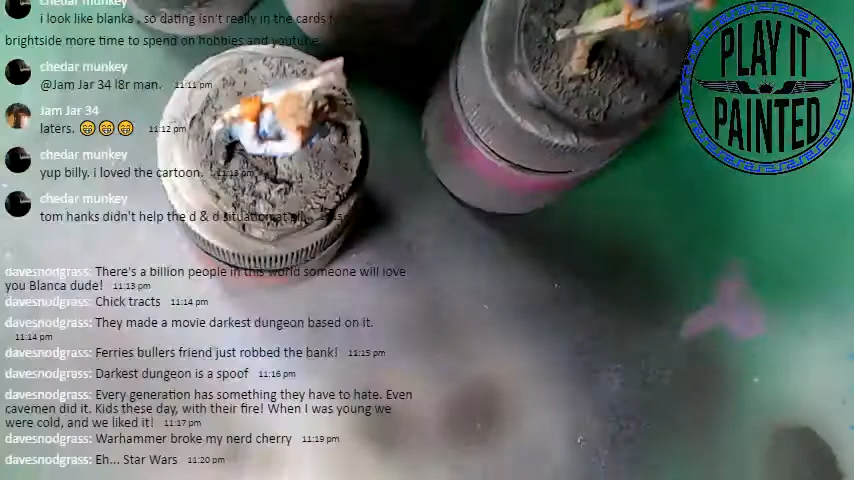 chedar munkey
i look like blanka , so dating isn't really in the cards
brightside more time to spend on hobbies and youtube.
chedar munkey
@Jam Jar 34 l8r man. 11:11 pm
Jam Jar 34
laters. 😁😁😁 11:12 pm
chedar munkey
yup billy. i loved the cartoon. 11:13 pm
chedar munkey
tom hanks didn't help the d & d situation at all.
davesnodgrass: There's a billion people in this world someone will love
you Blanca dude! 11:13 pm
davesnodgrass: Chick tracts 11:14 pm
davesnodgrass: They made a movie darkest dungeon based on it.
11:14 pm
davesnodgrass: Ferries bullers friend just robbed the bank! 11:15 pm
davesnodgrass: Darkest dungeon is a spoof 11:16 pm
davesnodgrass: Every generation has something they have to hate. Even
cavemen did it. Kids these day, with their fire! When I was young we
were cold, and we liked it! 11:17 pm
davesnodgrass: Warhammer broke my nerd cherry 11:19 pm
davesnodgrass: Eh... Star Wars 11:20 pm
PLAY IT
PAINTED